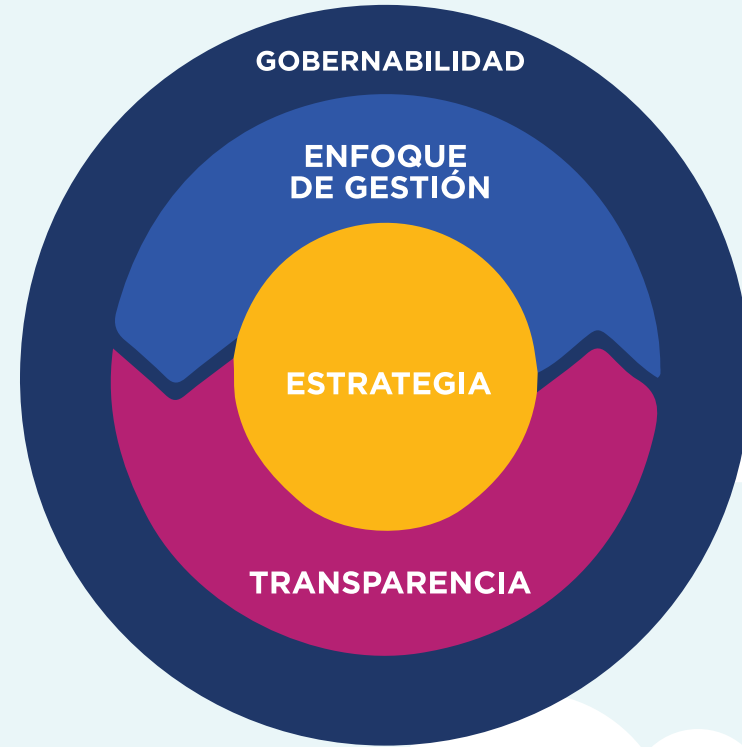 GOBERNABILIDAD
ENFOQUE
DE GESTIÓN
ESTRATEGIA
TRANSPARENCIA